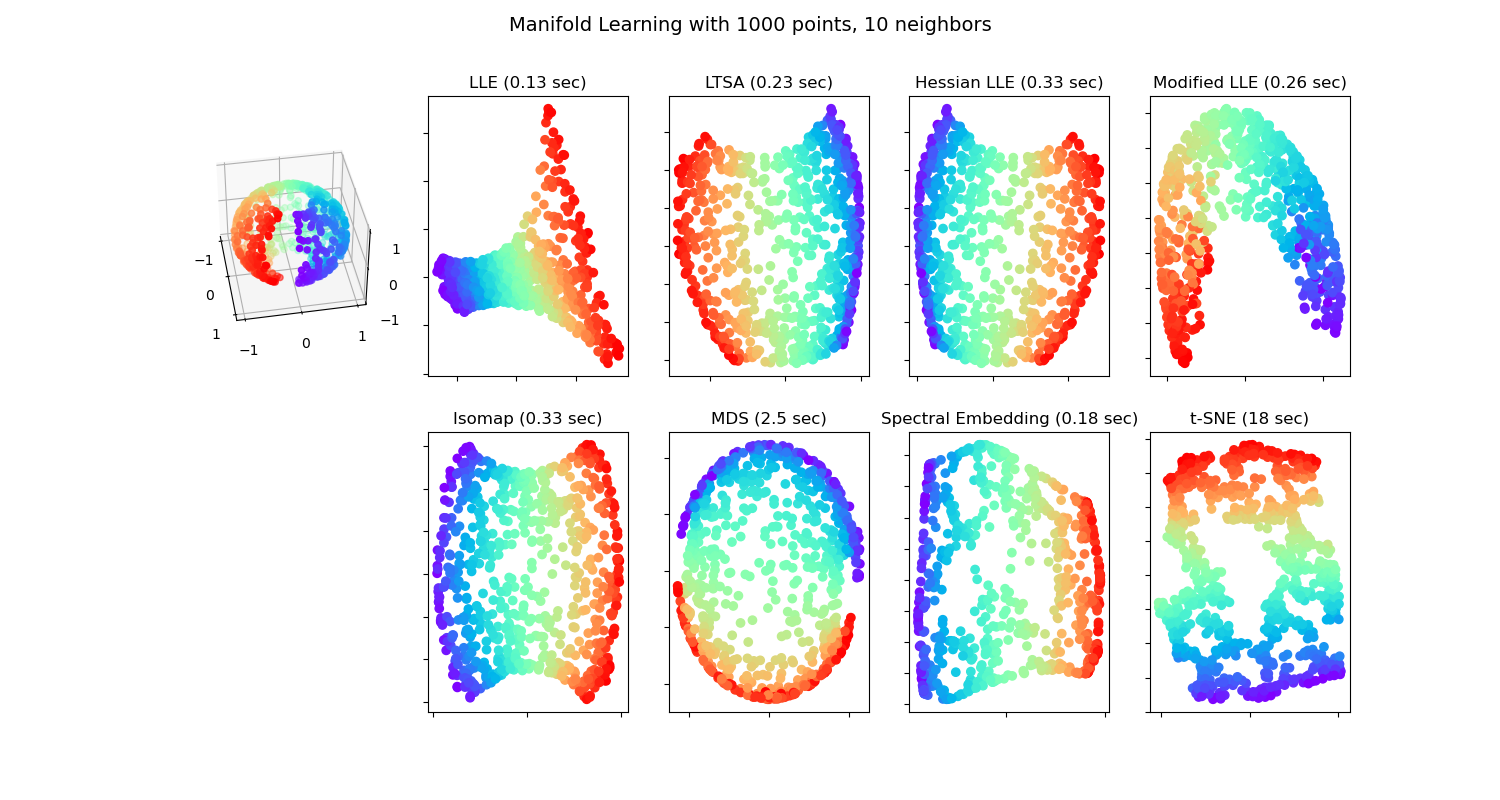 Manifold Learning with 1000 points, 10 neighbors
LLE (0.13 sec)
LTSA (0.23 sec)
Hessian LLE (0.33 sec)
Modified LLE (0.26 sec)
−1
0
1
−1
0
1
1
0
−1
Isomap (0.33 sec)
MDS (2.5 sec)
Spectral Embedding (0.18 sec)
t-SNE (18 sec)